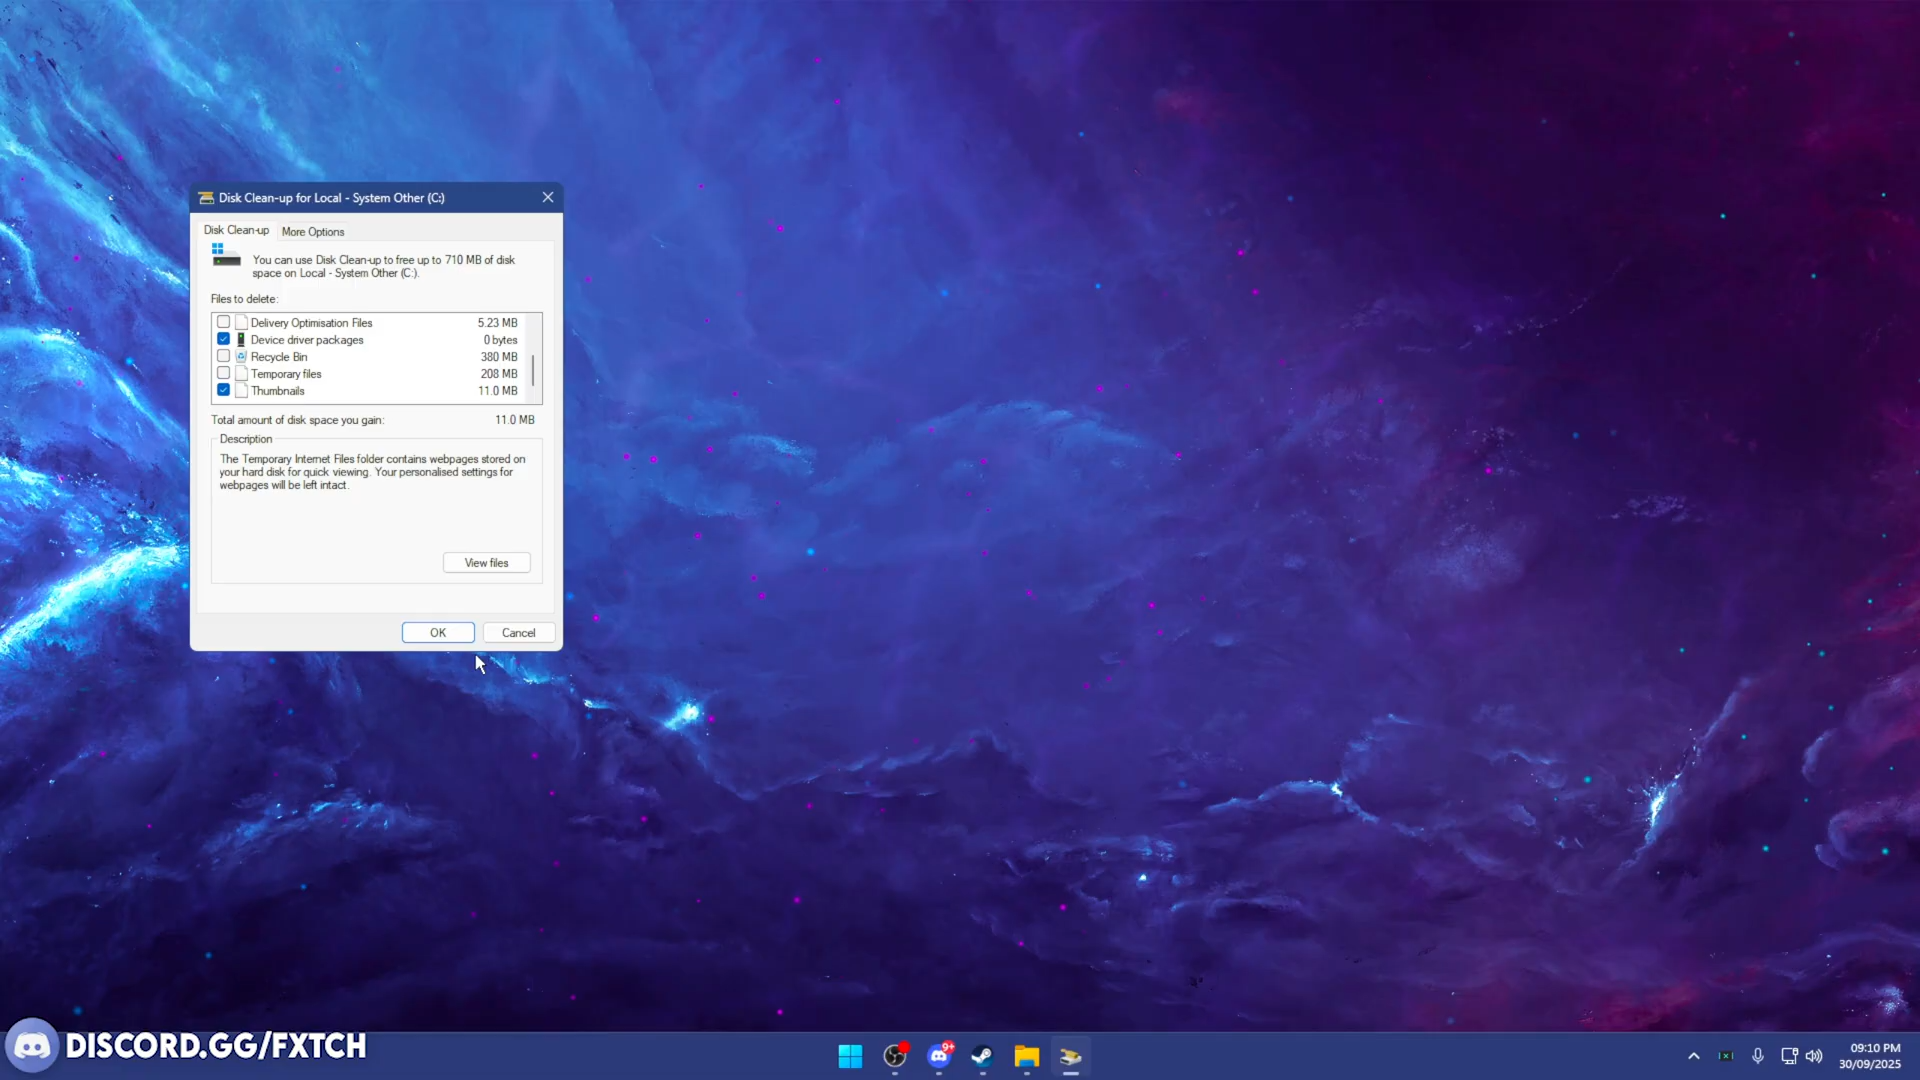 Disk Clean-up for Local - System Other (C:)
Disk Clean-up
More Options
You can use Disk Clean-up to free up to 710 MB of disk
space on Local - System Other (C:).
Files to delete:
Delivery Optimisation Files 5.23 MB
Device driver packages 0 bytes
Recycle Bin 380 MB
Temporary files 208 MB
Thumbnails 11.0 MB
Total amount of disk space you gain: 11.0 MB
Description
The Temporary Internet Files folder contains webpages stored on
your hard disk for quick viewing. Your personalised settings for
webpages will be left intact.
View files
OK
Cancel
DISCORD.GG/FXTCH
9+
09:10 PM
30/09/2025